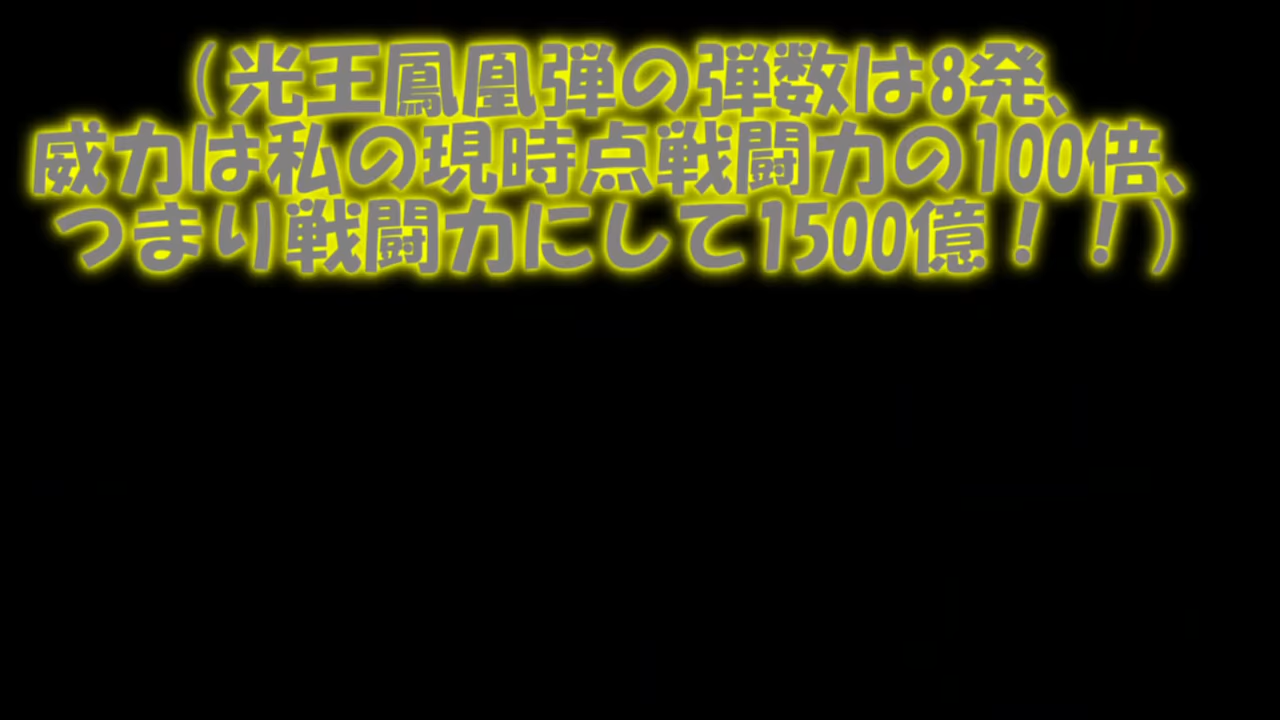 （光王鳳凰弾の弾数は8発、
威力は私の現時点戦闘力の100倍、
つまり戦闘力にして1500億！！）